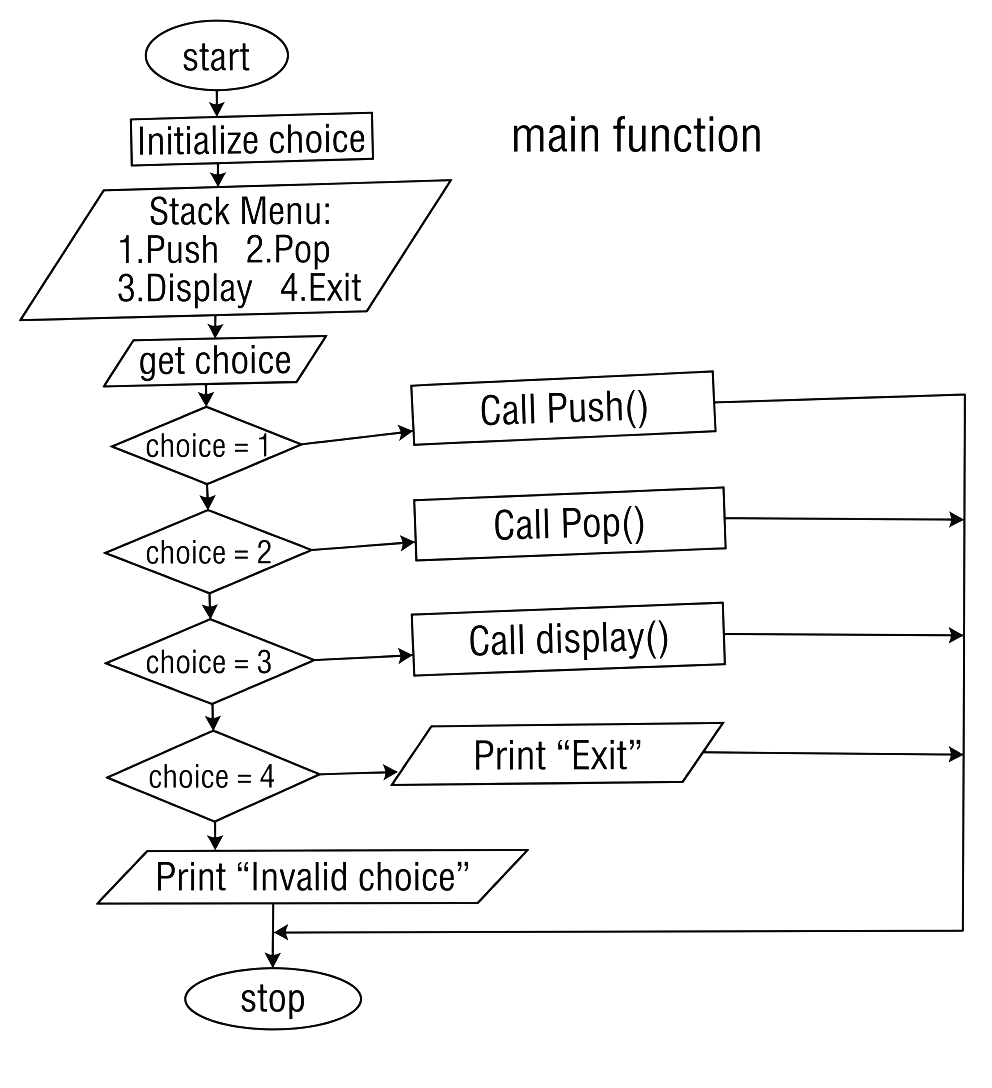 start
Initialize choice
main function
Stack Menu:
1.Push 2.Pop
3.Display 4.Exit
get choice
choice = 1
Call Push()
choice = 2
Call Pop()
choice = 3
Call display()
choice = 4
Print “Exit”
Print “Invalid choice”
stop